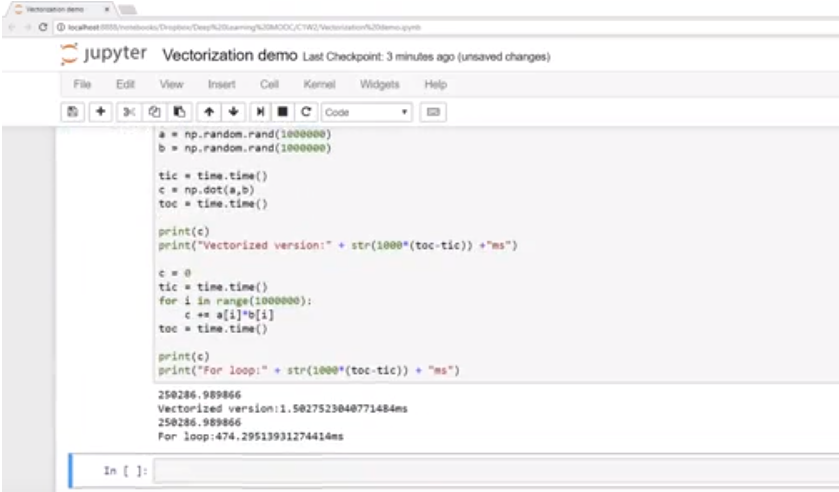 Vectorization demo
localhost:8888/notebooks/Dropbox/Deep%20Learning%20MOOC/C1W2/Vectorization%20demo.ipynb
jupyter Vectorization demo Last Checkpoint: 3 minutes ago (unsaved changes)
File Edit View Insert Cell Kernel Widgets Help
Code
a = np.random.rand(1000000)
b = np.random.rand(1000000)
tic = time.time()
c = np.dot(a,b)
toc = time.time()
print(c)
print("Vectorized version:" + str(1000*(toc-tic)) +"ms")
c = 0
tic = time.time()
for i in range(1000000):
    c += a[i]*b[i]
toc = time.time()
print(c)
print("For loop:" + str(1000*(toc-tic)) + "ms")
250286.989866
Vectorized version:1.5027523040771484ms
250286.989866
For loop:474.29513931274414ms
In [ ]: